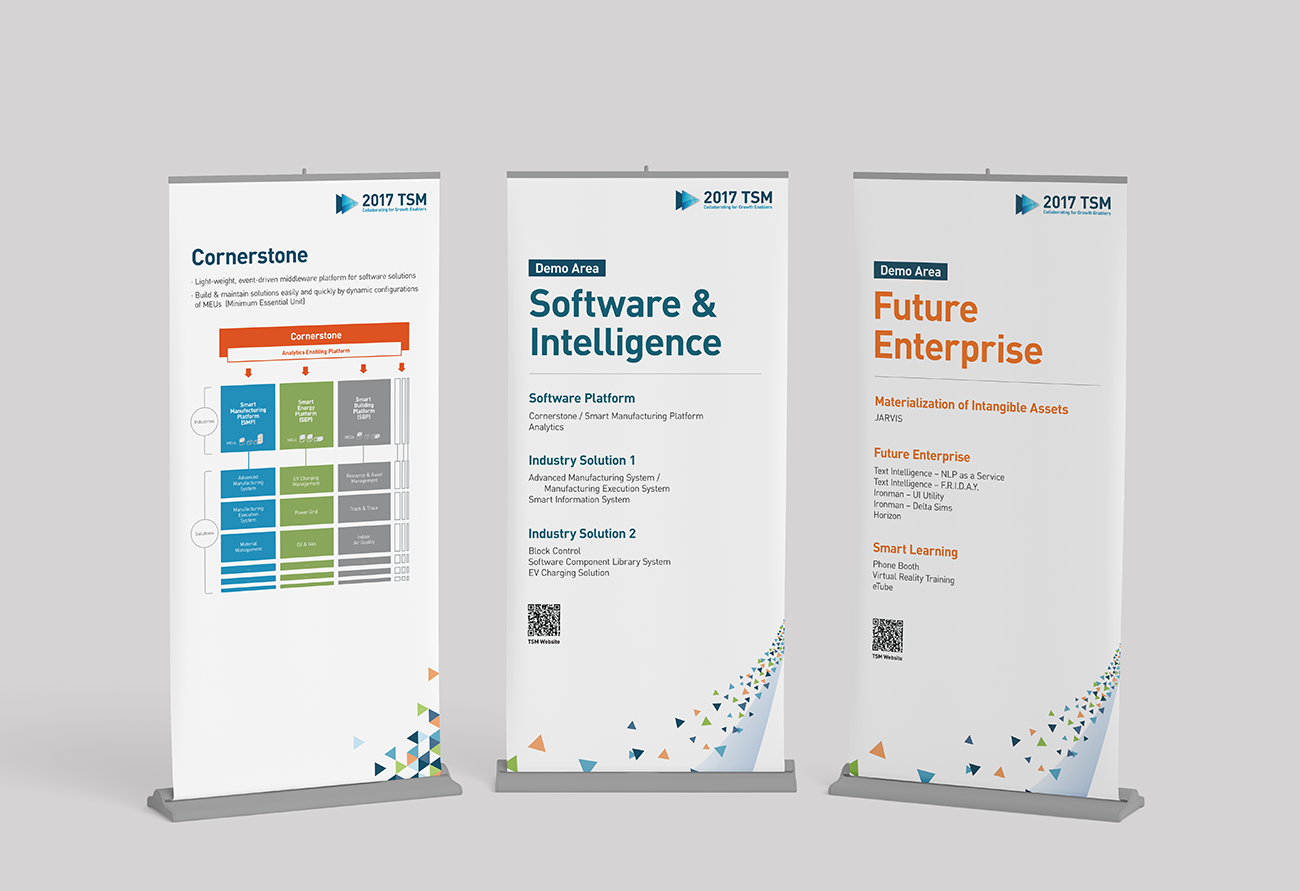 2017 TSM
Collaborating for Growth Enablers
Cornerstone
· Light-weight, event-driven middleware platform for software solutions
· Build & maintain solutions easily and quickly by dynamic configurations
of MEUs (Minimum Essential Unit)
Cornerstone
Analytics Enabling Platform
Industries
Smart
Manufacturing
Platform
(SMP)
MEUs
Smart
Energy
Platform
(SEP)
MEUs
Smart
Building
Platform
(SBP)
MEUs
Solutions
Advanced
Manufacturing
System
EV Charging
Management
Resource & Asset
Management
Manufacturing
Execution
System
Power Grid
Track & Trace
Material
Management
Oil & Gas
Indoor
Air Quality
2017 TSM
Collaborating for Growth Enablers
Demo Area
Software &
Intelligence
Software Platform
Cornerstone / Smart Manufacturing Platform
Analytics
Industry Solution 1
Advanced Manufacturing System /
Manufacturing Execution System
Smart Information System
Industry Solution 2
Block Control
Software Component Library System
EV Charging Solution
TSM Website
2017 TSM
Collaborating for Growth Enablers
Demo Area
Future
Enterprise
Materialization of Intangible Assets
JARVIS
Future Enterprise
Text Intelligence – NLP as a Service
Text Intelligence – F.R.I.D.A.Y.
Ironman – UI Utility
Ironman – Delta Sims
Horizon
Smart Learning
Phone Booth
Virtual Reality Training
eTube
TSM Website